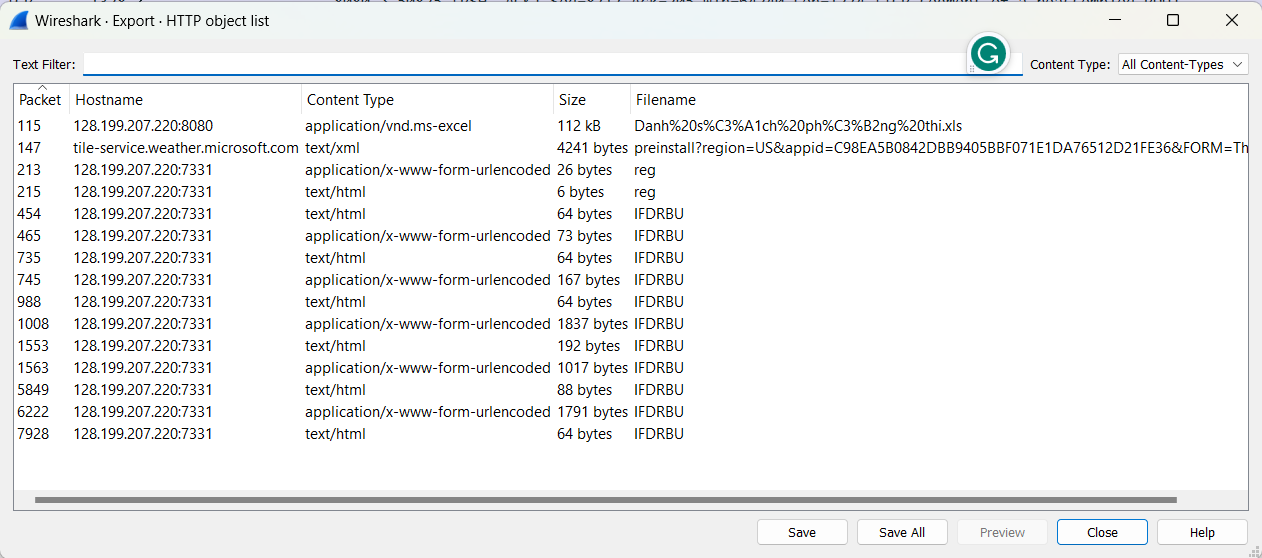 Wireshark · Export · HTTP object list
Text Filter:
Content Type: All Content-Types
Packet Hostname Content Type Size Filename
115 128.199.207.220:8080 application/vnd.ms-excel 112 kB Danh%20s%C3%A1ch%20ph%C3%B2ng%20thi.xls
147 tile-service.weather.microsoft.com text/xml 4241 bytes preinstall?region=US&appid=C98EA5B0842DBB9405BBF071E1DA76512D21FE36&FORM=Th
213 128.199.207.220:7331 application/x-www-form-urlencoded 26 bytes reg
215 128.199.207.220:7331 text/html 6 bytes reg
454 128.199.207.220:7331 text/html 64 bytes IFDRBU
465 128.199.207.220:7331 application/x-www-form-urlencoded 73 bytes IFDRBU
735 128.199.207.220:7331 text/html 64 bytes IFDRBU
745 128.199.207.220:7331 application/x-www-form-urlencoded 167 bytes IFDRBU
988 128.199.207.220:7331 text/html 64 bytes IFDRBU
1008 128.199.207.220:7331 application/x-www-form-urlencoded 1837 bytes IFDRBU
1553 128.199.207.220:7331 text/html 192 bytes IFDRBU
1563 128.199.207.220:7331 application/x-www-form-urlencoded 1017 bytes IFDRBU
5849 128.199.207.220:7331 text/html 88 bytes IFDRBU
6222 128.199.207.220:7331 application/x-www-form-urlencoded 1791 bytes IFDRBU
7928 128.199.207.220:7331 text/html 64 bytes IFDRBU
Save Save All Preview Close Help